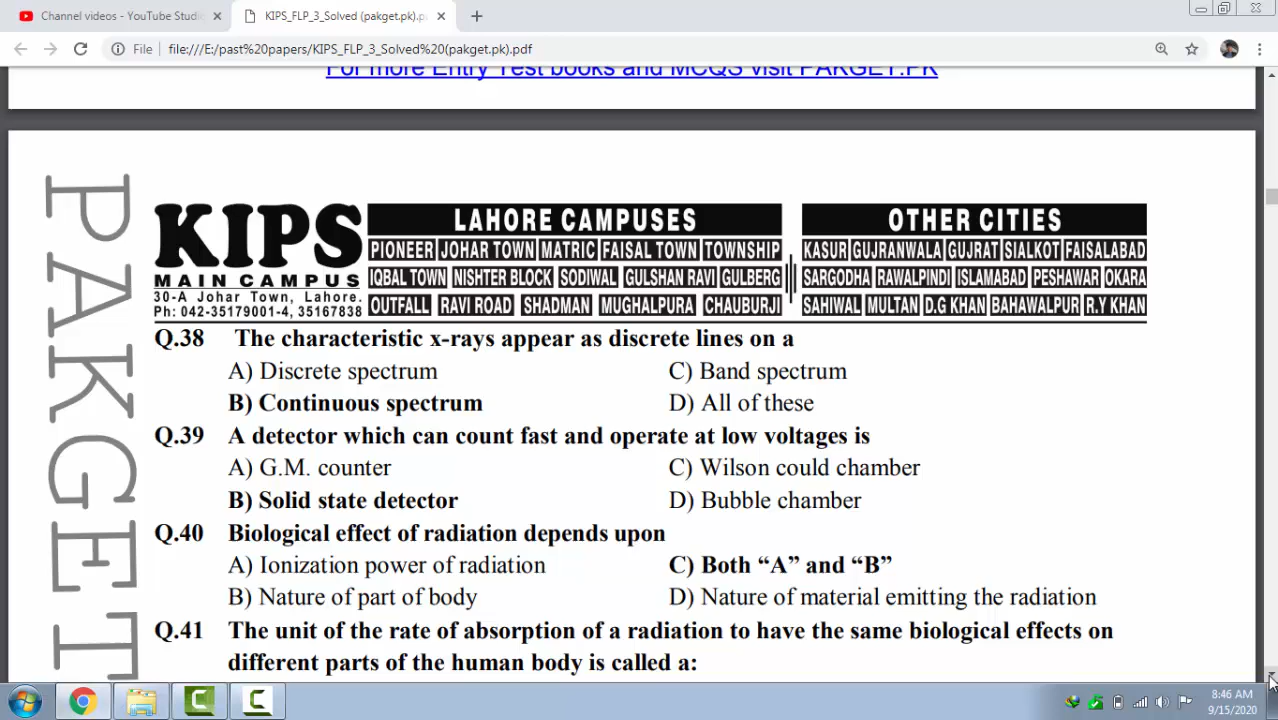 Channel videos - YouTube Studi
KIPS_FLP_3_Solved (pakget.pk).p
File
file:///E:/past%20papers/KIPS_FLP_3_Solved%20(pakget.pk).pdf
For more Entry Test books and MCQS visit PAKGET.PK
PAKGET
KIPS
MAIN CAMPUS
30-A Johar Town, Lahore.
Ph: 042-35179001-4, 35167838
LAHORE CAMPUSES
PIONEER JOHAR TOWN MATRIC FAISAL TOWN TOWNSHIP
IQBAL TOWN NISHTER BLOCK SODIWAL GULSHAN RAVI GULBERG
OUTFALL RAVI ROAD SHADMAN MUGHALPURA CHAUBURJI
OTHER CITIES
KASUR GUJRANWALA GUJRAT SIALKOT FAISALABAD
SARGODHA RAWALPINDI ISLAMABAD PESHAWAR OKARA
SAHIWAL MULTAN D.G KHAN BAHAWALPUR R.Y KHAN
Q.38 The characteristic x-rays appear as discrete lines on a
A) Discrete spectrum C) Band spectrum
B) Continuous spectrum D) All of these
Q.39 A detector which can count fast and operate at low voltages is
A) G.M. counter C) Wilson could chamber
B) Solid state detector D) Bubble chamber
Q.40 Biological effect of radiation depends upon
A) Ionization power of radiation C) Both “A” and “B”
B) Nature of part of body D) Nature of material emitting the radiation
Q.41 The unit of the rate of absorption of a radiation to have the same biological effects on
different parts of the human body is called a:
8:46 AM
9/15/2020